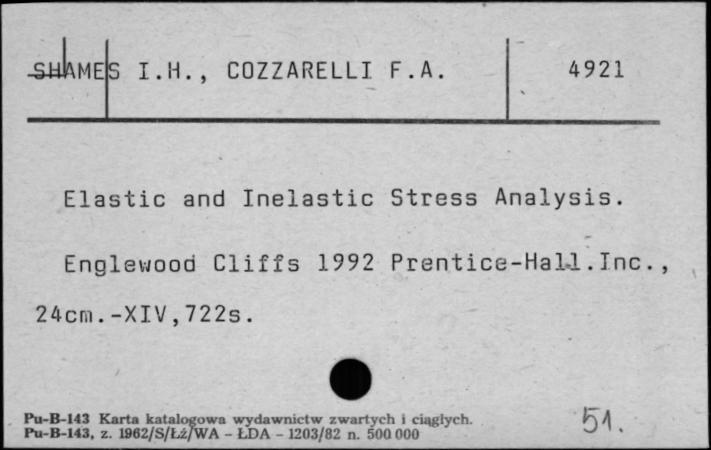 SHAMES I.H., COZZARELLI F.A. 4921
Elastic and Inelastic Stress Analysis.
Englewood Cliffs 1992 Prentice-Hall.Inc.,
24cm.-XIV,722s.
51.
Pu-B-143 Karta katalogowa wydawnictw zwartych i ciągłych.
Pu-B-143, z. 1962/S/Łź/WA - ŁDA - 1203/82 n. 500 000